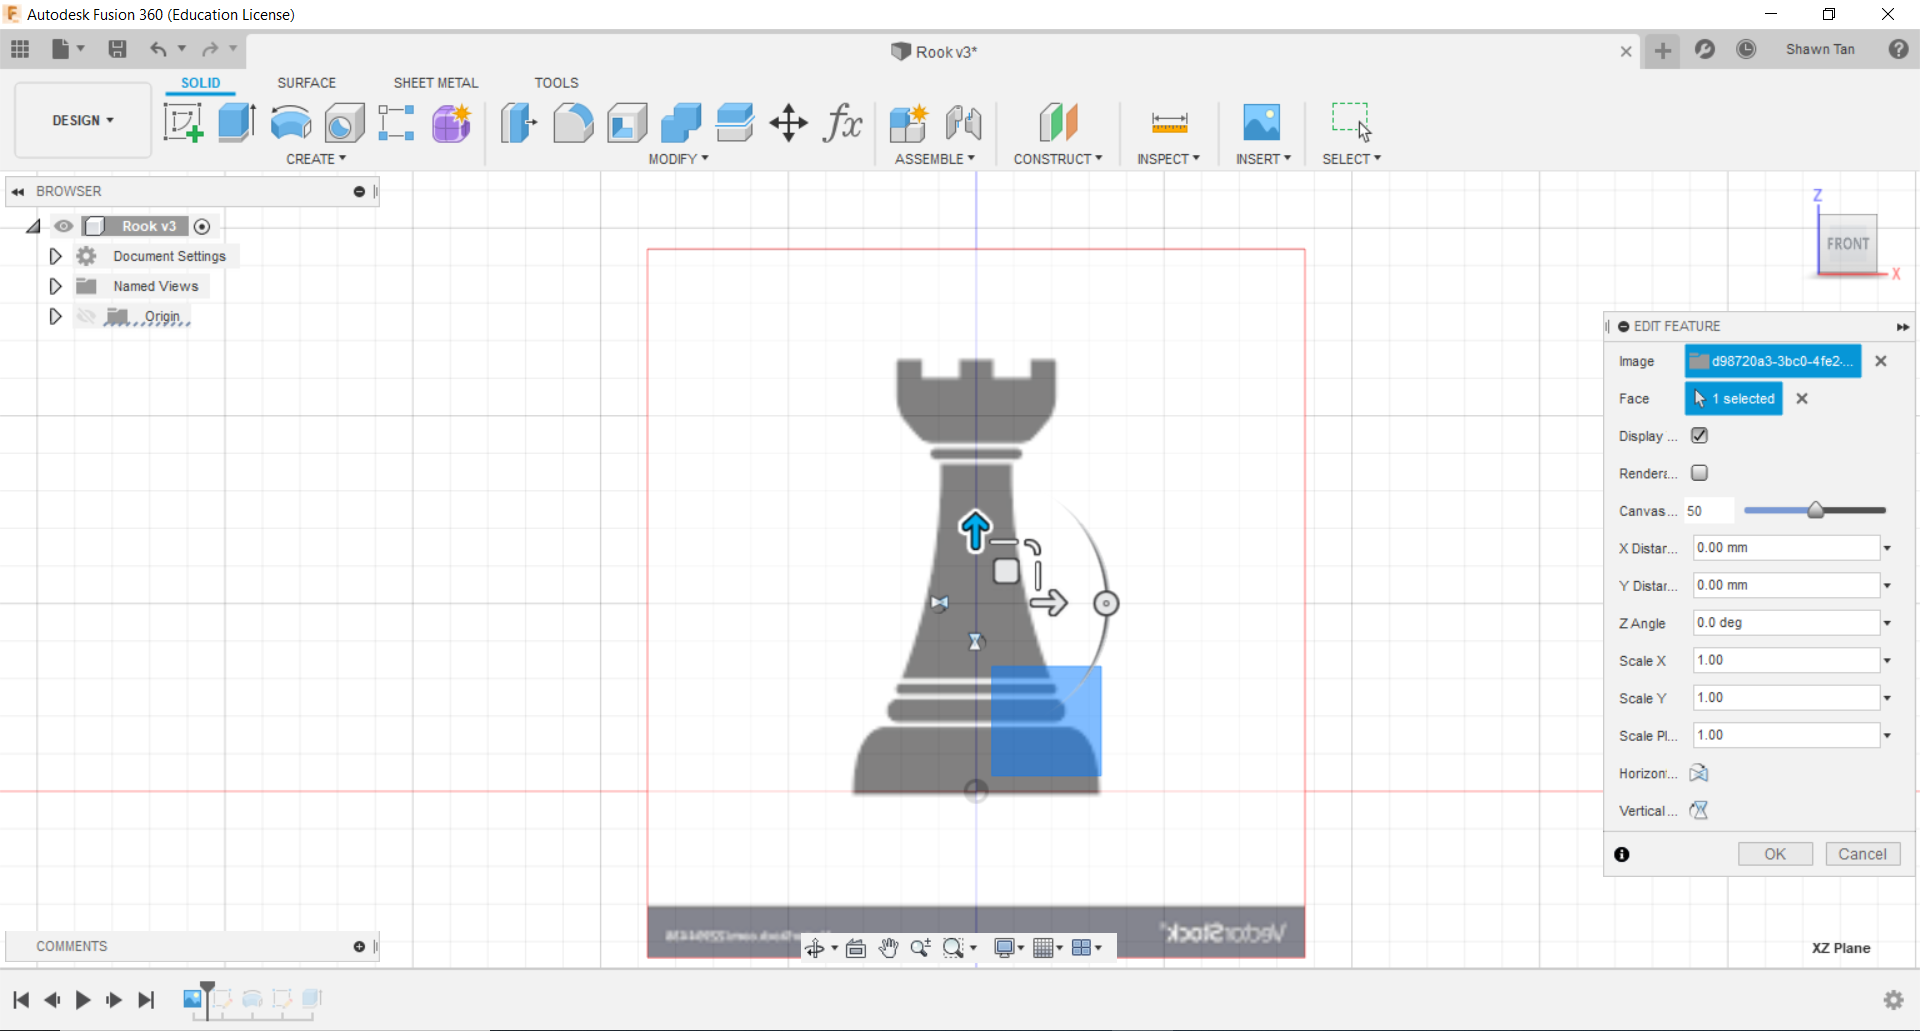 Autodesk Fusion 360 (Education License)
Rook v3*
Shawn Tan
SOLID SURFACE SHEET METAL TOOLS
DESIGN
CREATE MODIFY ASSEMBLE CONSTRUCT INSPECT INSERT SELECT
BROWSER
Rook v3
Document Settings
Named Views
Origin
Z
FRONT
X
EDIT FEATURE
Image d98720a3-3bc0-4fe2-...
Face 1 selected
Display ...
Render...
Canvas... 50
X Distar... 0.00 mm
Y Distar... 0.00 mm
Z Angle 0.0 deg
Scale X 1.00
Scale Y 1.00
Scale Pl... 1.00
Horizon...
Vertical ...
OK Cancel
VectorStock
COMMENTS
XZ Plane